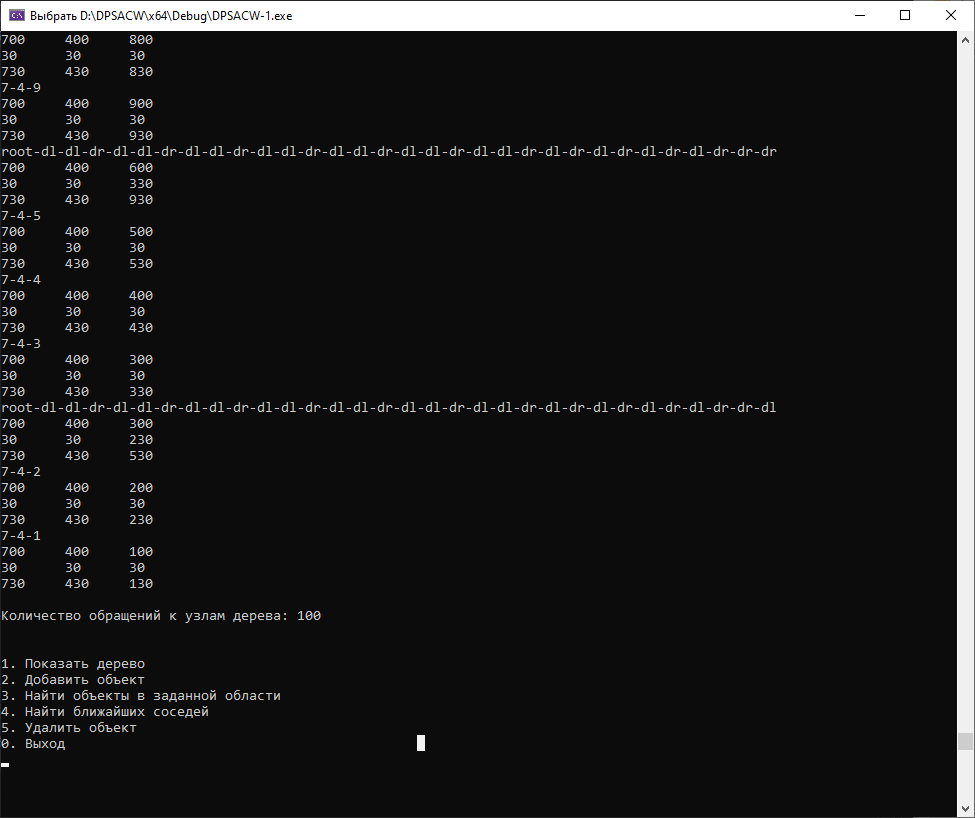 Выбрать D:\DPSACW\x64\Debug\DPSACW-1.exe
700 400 800
30 30 30
730 430 830
7-4-9
700 400 900
30 30 30
730 430 930
root-dl-dl-dr-dl-dl-dr-dl-dl-dr-dl-dl-dr-dl-dl-dr-dl-dl-dr-dl-dl-dr-dl-dr-dl-dr-dl-dr-dl-dr-dr-dr
700 400 600
30 30 330
730 430 930
7-4-5
700 400 500
30 30 30
730 430 530
7-4-4
700 400 400
30 30 30
730 430 430
7-4-3
700 400 300
30 30 30
730 430 330
root-dl-dl-dr-dl-dl-dr-dl-dl-dr-dl-dl-dr-dl-dl-dr-dl-dl-dr-dl-dl-dr-dl-dr-dl-dr-dl-dr-dl-dr-dr-dl
700 400 300
30 30 230
730 430 530
7-4-2
700 400 200
30 30 30
730 430 230
7-4-1
700 400 100
30 30 30
730 430 130
Количество обращений к узлам дерева: 100
1. Показать дерево
2. Добавить объект
3. Найти объекты в заданной области
4. Найти ближайших соседей
5. Удалить объект
0. Выход